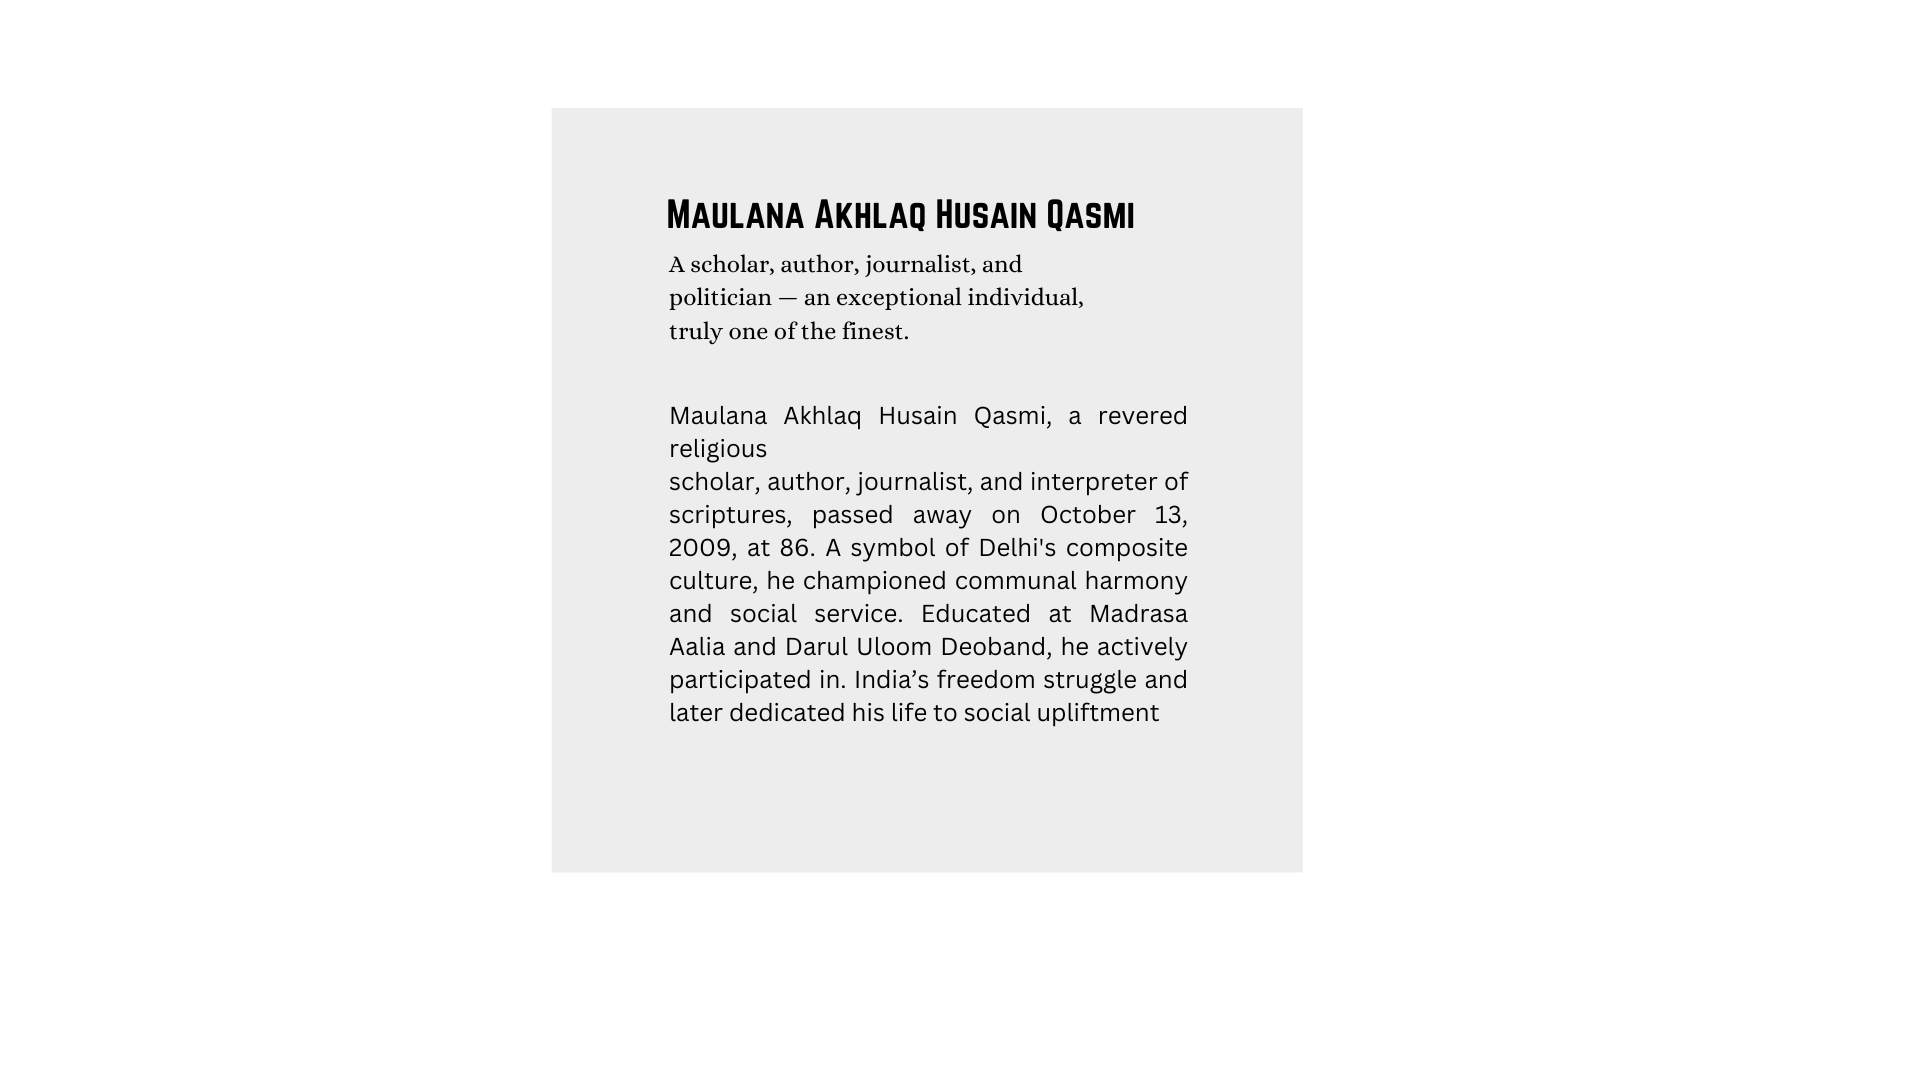 Maulana Akhlaq Husain Qasmi
A scholar, author, journalist, and
politician — an exceptional individual,
truly one of the finest.
Maulana Akhlaq Husain Qasmi, a revered
religious
scholar, author, journalist, and interpreter of
scriptures, passed away on October 13,
2009, at 86. A symbol of Delhi's composite
culture, he championed communal harmony
and social service. Educated at Madrasa
Aalia and Darul Uloom Deoband, he actively
participated in. India’s freedom struggle and
later dedicated his life to social upliftment